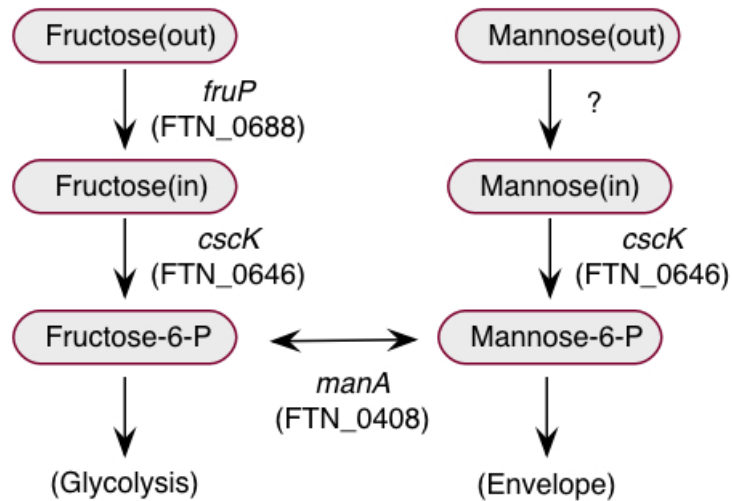 Fructose(out)
Mannose(out)
fruP
(FTN_0688)
?
Fructose(in)
Mannose(in)
cscK
(FTN_0646)
cscK
(FTN_0646)
Fructose-6-P
Mannose-6-P
manA
(FTN_0408)
(Glycolysis)
(Envelope)